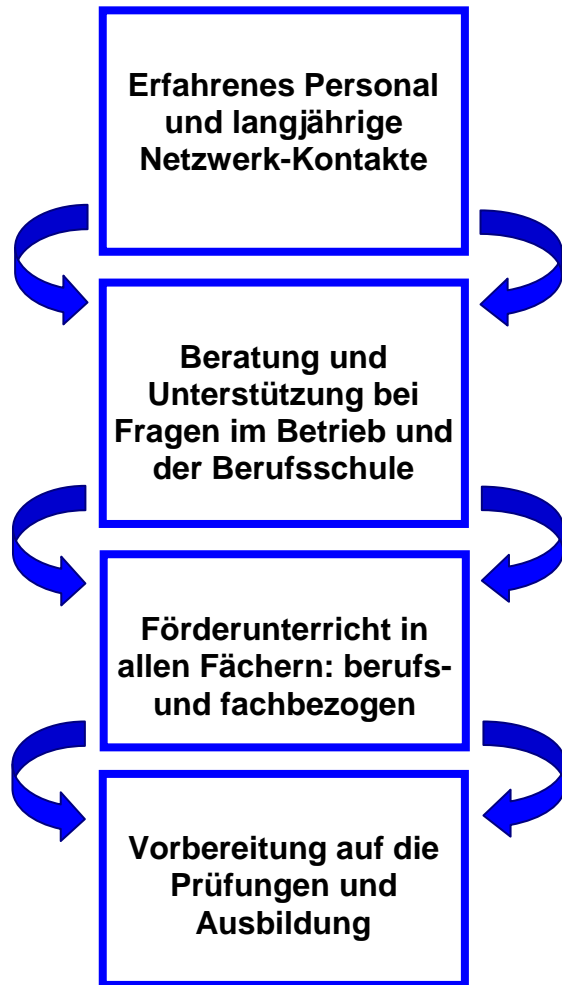 Erfahrenes Personal
und langjährige
Netzwerk-Kontakte
Beratung und
Unterstützung bei
Fragen im Betrieb und
der Berufsschule
Förderunterricht in
allen Fächern: berufs-
und fachbezogen
Vorbereitung auf die
Prüfungen und
Ausbildung